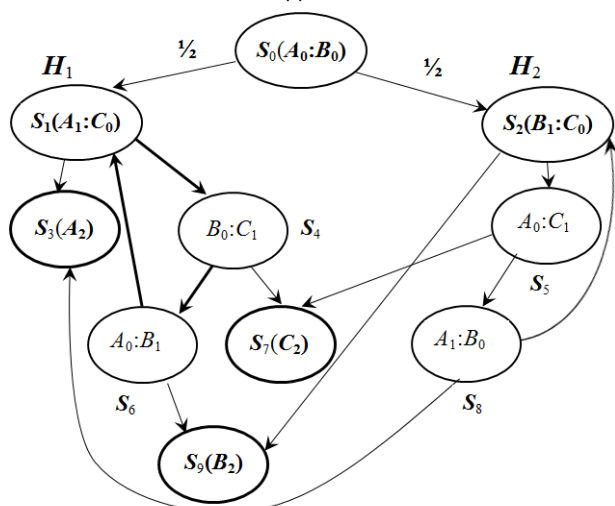 S₀(A₀:B₀)
½
½
H₁
H₂
S₁(A₁:C₀)
S₂(B₁:C₀)
S₃(A₂)
B₀:C₁
S₄
A₀:C₁
S₅
A₀:B₁
S₇(C₂)
A₁:B₀
S₆
S₈
S₉(B₂)